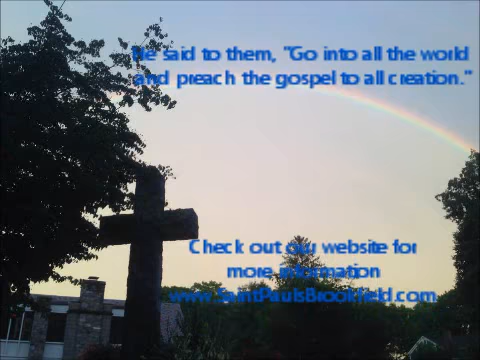 He said to them, "Go into all the world
and preach the gospel to all creation."
Check out our website for
more information
www.SaintPaulsBrookfield.com